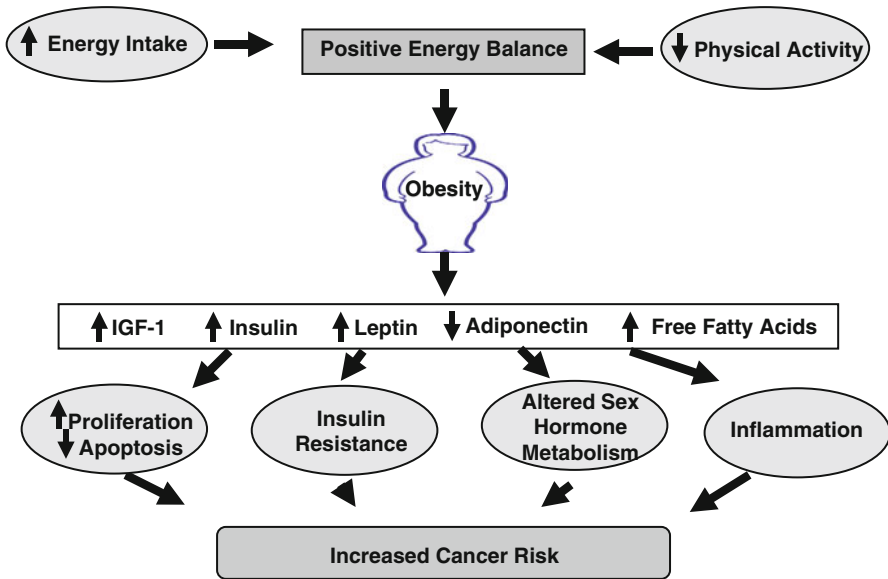 Energy Intake
Positive Energy Balance
Physical Activity
Obesity
IGF-1 Insulin Leptin Adiponectin Free Fatty Acids
Proliferation
Apoptosis
Insulin
Resistance
Altered Sex
Hormone
Metabolism
Inflammation
Increased Cancer Risk